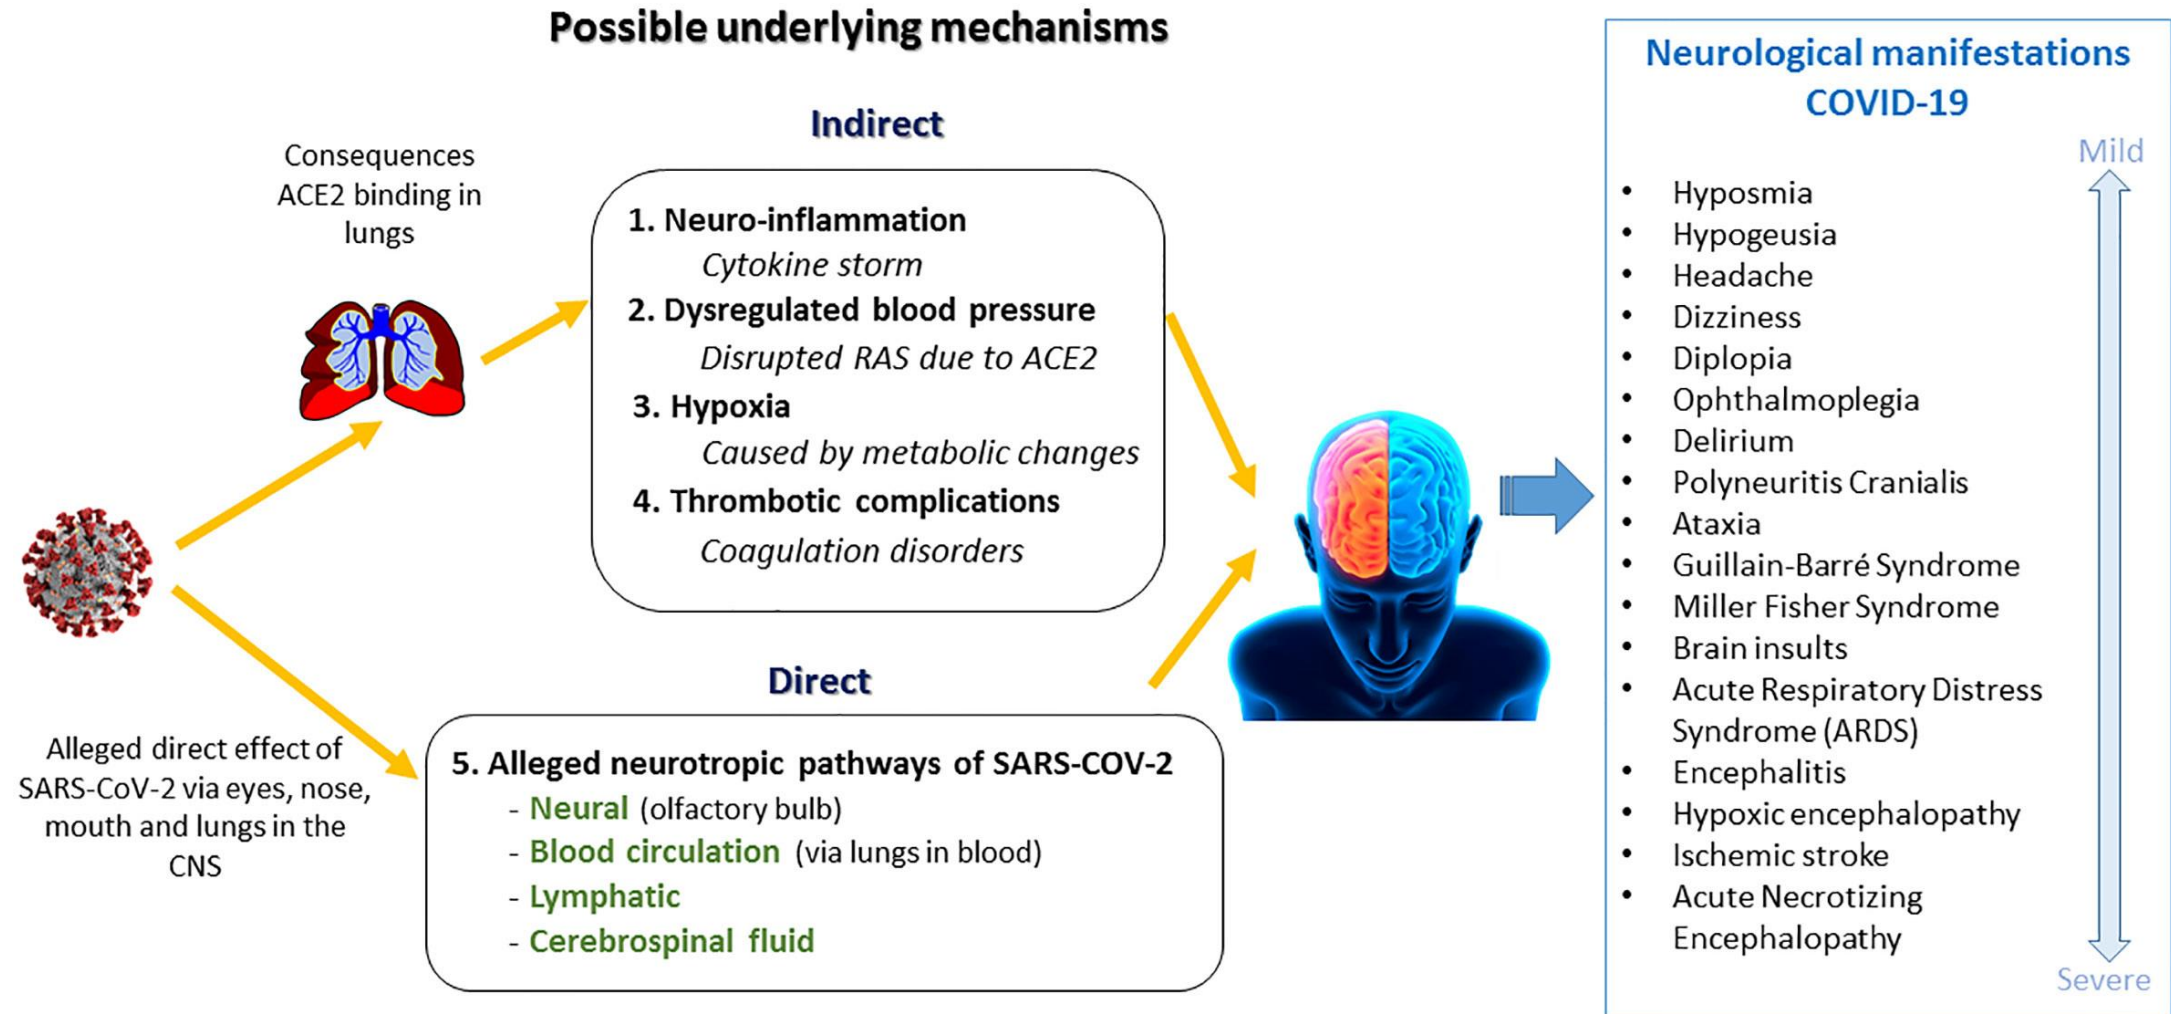 Possible underlying mechanisms
Consequences
ACE2 binding in
lungs
Indirect
1. Neuro-inflammation
Cytokine storm
2. Dysregulated blood pressure
Disrupted RAS due to ACE2
3. Hypoxia
Caused by metabolic changes
4. Thrombotic complications
Coagulation disorders
Alleged direct effect of
SARS-CoV-2 via eyes, nose,
mouth and lungs in the
CNS
Direct
5. Alleged neurotropic pathways of SARS-COV-2
- Neural (olfactory bulb)
- Blood circulation (via lungs in blood)
- Lymphatic
- Cerebrospinal fluid
Neurological manifestations
COVID-19
Mild
• Hyposmia
• Hypogeusia
• Headache
• Dizziness
• Diplopia
• Ophthalmoplegia
• Delirium
• Polyneuritis Cranialis
• Ataxia
• Guillain-Barré Syndrome
• Miller Fisher Syndrome
• Brain insults
• Acute Respiratory Distress
Syndrome (ARDS)
• Encephalitis
• Hypoxic encephalopathy
• Ischemic stroke
• Acute Necrotizing
Encephalopathy
Severe